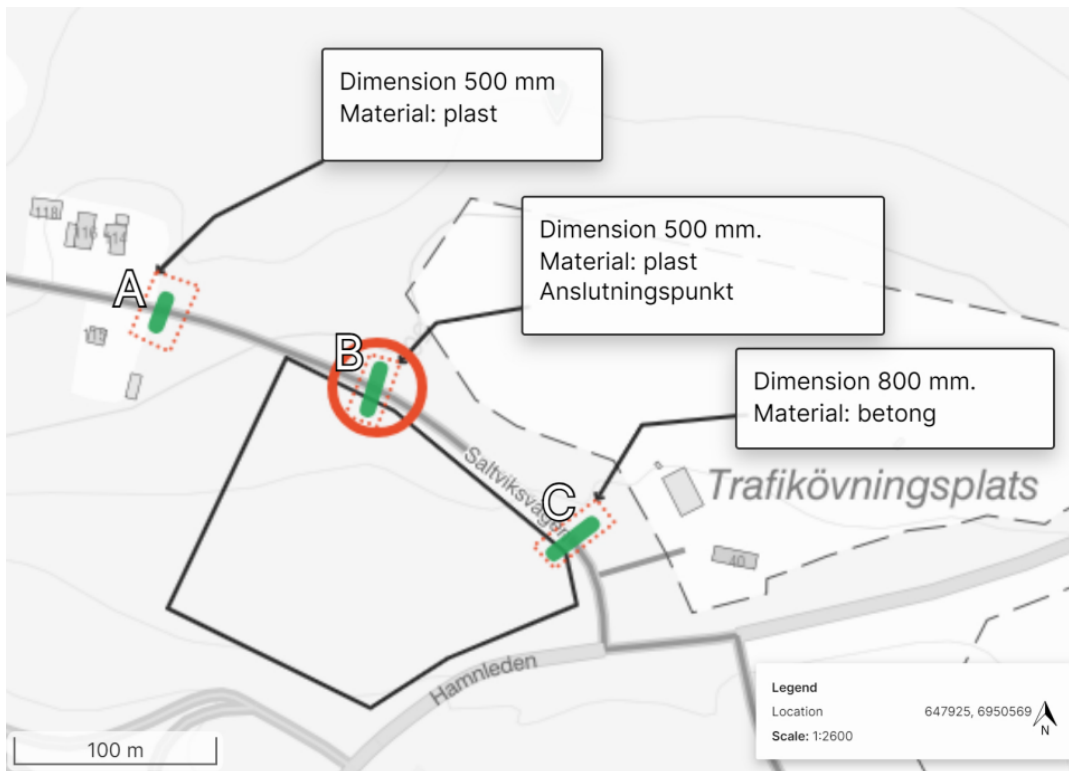 Dimension 500 mm
Material: plast
118
116
114
A
Dimension 500 mm.
Material: plast
Anslutningspunkt
B
Dimension 800 mm.
Material: betong
Saltviksvägen
C
Trafikövningsplats
40
Hamnleden
Legend
Location 647925, 6950569
Scale: 1:2600
N
100 m